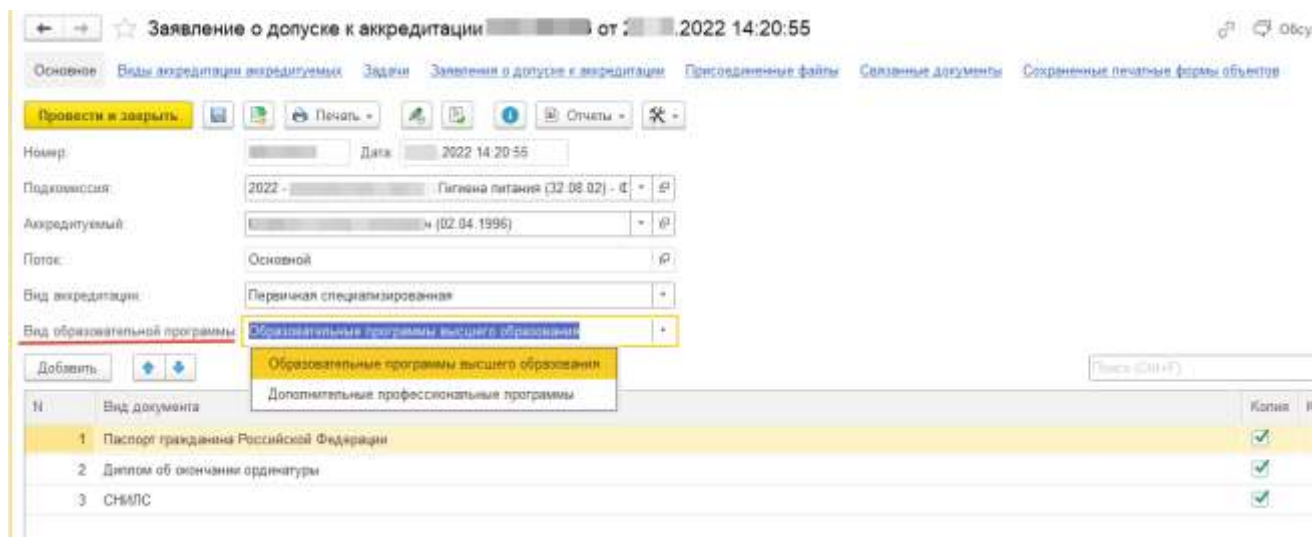 Заявление о допуске к аккредитации от 2 .2022 14:20:55 Обсу
Основное Виды аккредитации аккредитуемых Задачи Заявления о допуске к аккредитации Присоединенные файлы Связанные документы Сохраненные печатные формы объектов
Провести и закрыть Печать Отчеты
Номер: Дата: .2022 14:20:55
Подкомиссия: 2022 - Гигиена питания (32.08.02) -
Аккредитуемый: ч (02.04.1996)
Поток: Основной
Вид аккредитации: Первичная специализированная
Вид образовательной программы: Образовательные программы высшего образования
Образовательные программы высшего образования
Дополнительные профессиональные программы
Добавить Поиск (Ctrl+F)
N Вид документа Копия
1 Паспорт гражданина Российской Федерации
2 Диплом об окончании ординатуры
3 СНИЛС